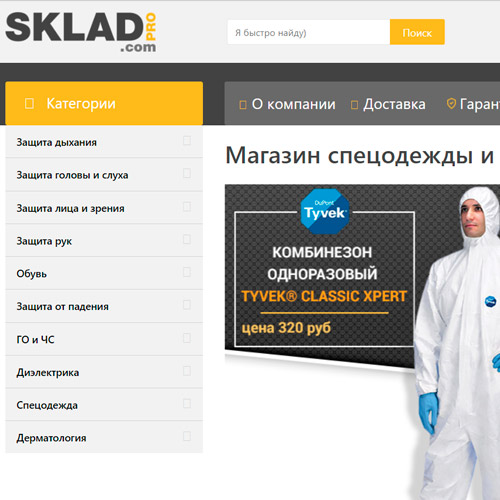 SKLAD PRO
.com
Я быстро найду)
Поиск
Категории
О компании
Доставка
Гаран
Защита дыхания
Защита головы и слуха
Защита лица и зрения
Защита рук
Обувь
Защита от падения
ГО и ЧС
Диэлектрика
Спецодежда
Дерматология
Магазин спецодежды и
DuPont
Tyvek
КОМБИНЕЗОН
ОДНОРАЗОВЫЙ
TYVEK® CLASSIC XPERT
цена 320 руб